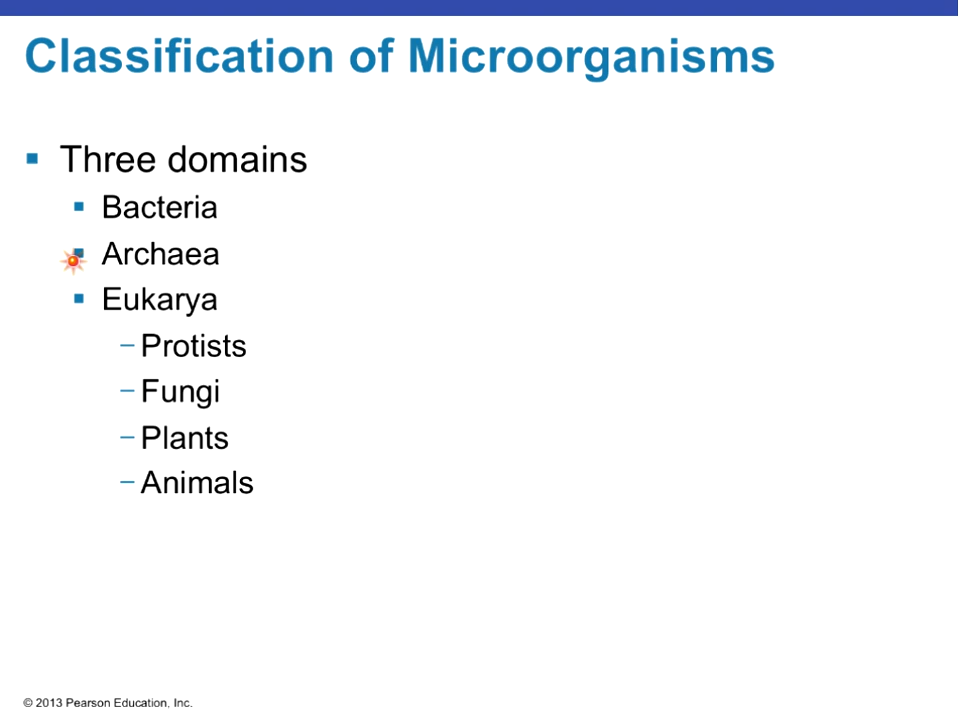 Classification of Microorganisms
Three domains
Bacteria
Archaea
Eukarya
− Protists
− Fungi
− Plants
− Animals
© 2013 Pearson Education, Inc.